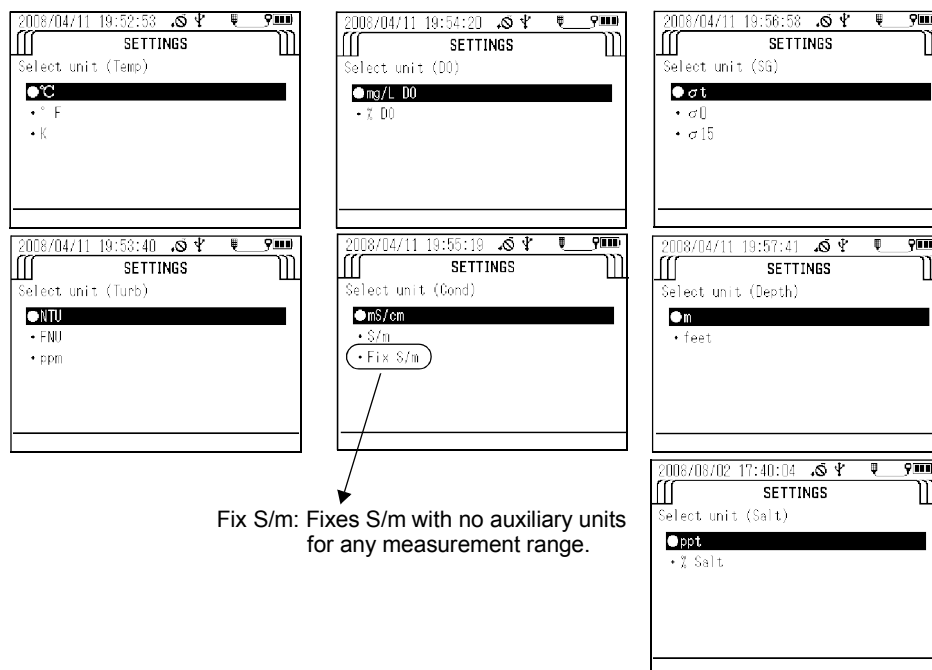 2008/04/11 19:52:53
SETTINGS
Select unit (Temp)
℃
° F
K
2008/04/11 19:54:20
SETTINGS
Select unit (DO)
mg/L DO
% DO
2008/04/11 19:56:58
SETTINGS
Select unit (SG)
σt
σ0
σ15
2008/04/11 19:53:40
SETTINGS
Select unit (Turb)
NTU
FNU
ppm
2008/04/11 19:55:19
SETTINGS
Select unit (Cond)
mS/cm
S/m
Fix S/m
2008/04/11 19:57:41
SETTINGS
Select unit (Depth)
m
feet
Fix S/m: Fixes S/m with no auxiliary units
for any measurement range.
2008/08/02 17:40:04
SETTINGS
Select unit (Salt)
ppt
% Salt